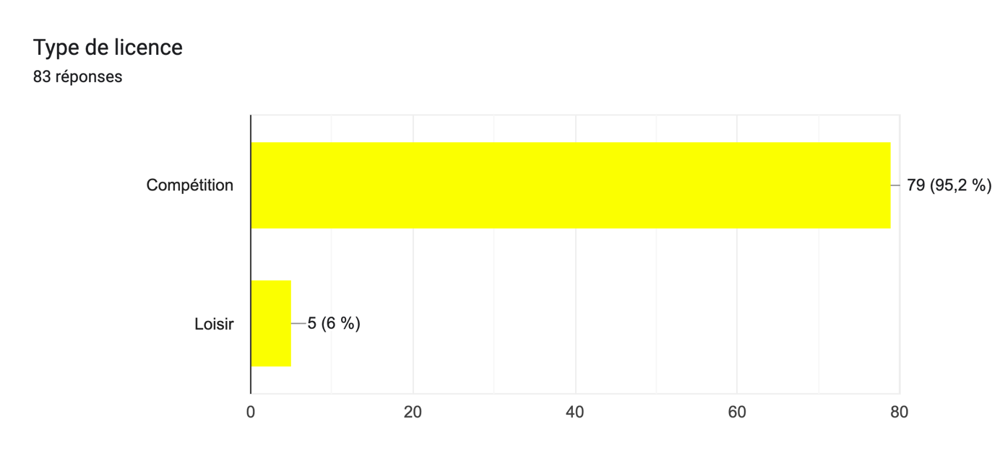 Type de licence
83 réponses
Compétition
79 (95,2 %)
Loisir
5 (6 %)
0 20 40 60 80